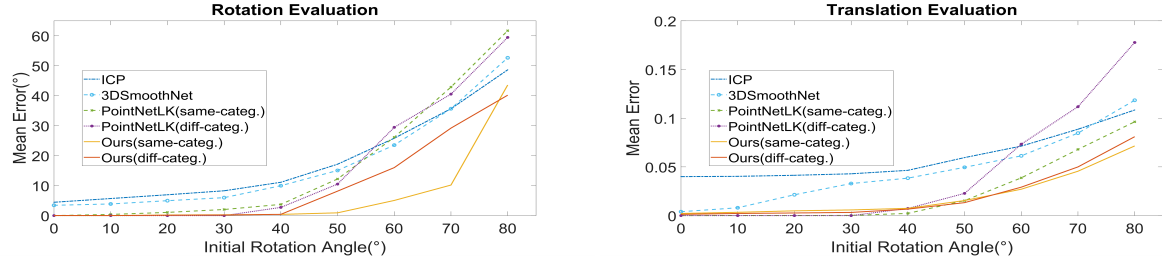 Rotation Evaluation
60
50
40
30
20
10
0
Mean Error(°)
ICP
3DSmoothNet
PointNetLK(same-categ.)
PointNetLK(diff-categ.)
Ours(same-categ.)
Ours(diff-categ.)
0 10 20 30 40 50 60 70 80
Initial Rotation Angle(°)
Translation Evaluation
0.2
0.15
0.1
0.05
0
Mean Error
ICP
3DSmoothNet
PointNetLK(same-categ.)
PointNetLK(diff-categ.)
Ours(same-categ.)
Ours(diff-categ.)
0 10 20 30 40 50 60 70 80
Initial Rotation Angle(°)